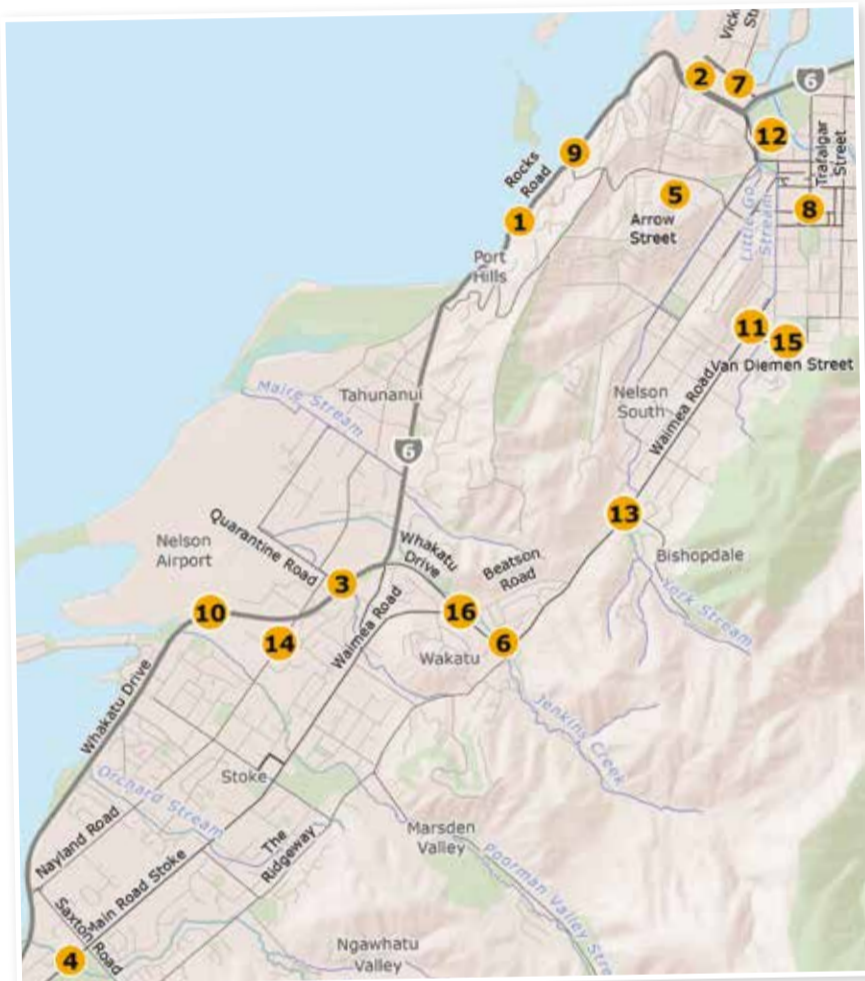 Vick
St
2
7
6
12
Trafalgar
Street
9
Rocks
Road
5
8
1
Arrow
Street
Little Go
Stream
Port
Hills
11
15
Van Diemen Street
Maire Stream
Tahunanui
Nelson
South
Waimea Road
6
13
Quarantine Road
Nelson
Airport
Whakatu
Drive
Beatson
Road
Bishopdale
3
10
16
York Stream
14
Waimea Road
6
Wakatu
Whakatu Drive
Jenkins Creek
Stoke
Orchard Stream
Nayland Road
The
Ridgeway
Marsden
Valley
Main Road Stoke
Poorman Valley Stre
Saxton Road
4
Ngawhatu
Valley